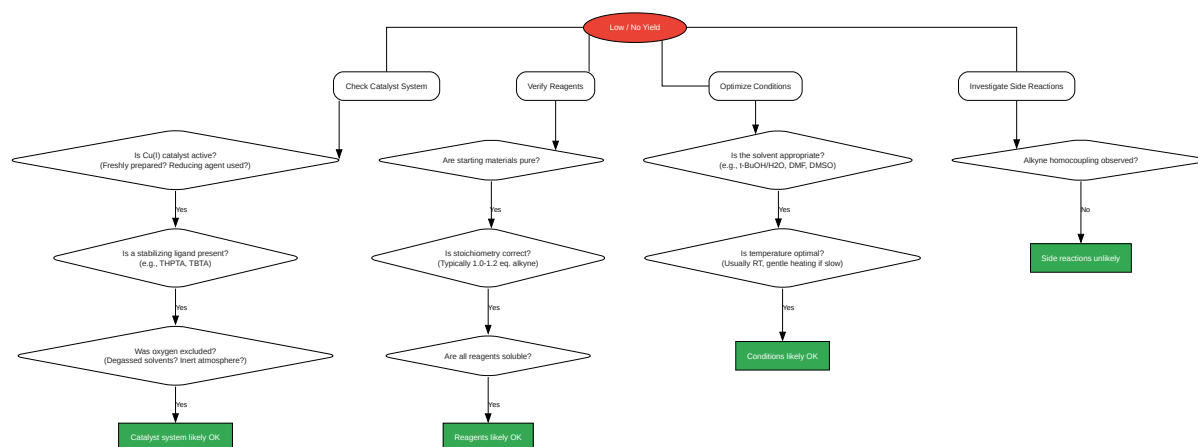 Low / No Yield
Check Catalyst System
Verify Reagents
Optimize Conditions
Investigate Side Reactions
Is Cu(I) catalyst active?
(Freshly prepared? Reducing agent used?)
Are starting materials pure?
Is the solvent appropriate?
(e.g., t-BuOH/H2O, DMF, DMSO)
Alkyne homocoupling observed?
Yes
Yes
Yes
No
Is a stabilizing ligand present?
(e.g., THPTA, TBTA)
Is stoichiometry correct?
(Typically 1.0-1.2 eq. alkyne)
Is temperature optimal?
(Usually RT, gentle heating if slow)
Side reactions unlikely
Yes
Yes
Yes
Was oxygen excluded?
(Degassed solvents? Inert atmosphere?)
Are all reagents soluble?
Conditions likely OK
Yes
Yes
Catalyst system likely OK
Reagents likely OK